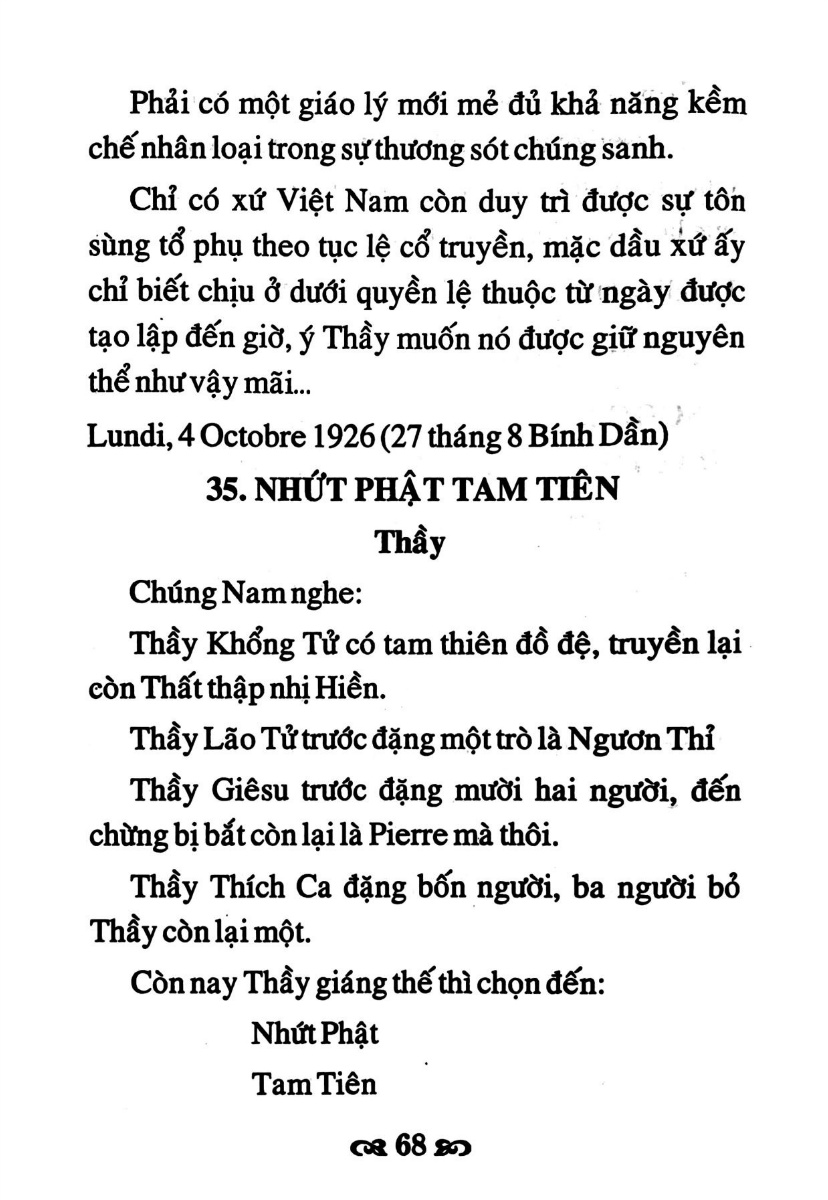 Phải có một giáo lý mới mẻ đủ khả năng kềm
chế nhân loại trong sự thương sót chúng sanh.
Chỉ có xứ Việt Nam còn duy trì được sự tôn
sùng tổ phụ theo tục lệ cổ truyền, mặc dầu xứ ấy
chỉ biết chịu ở dưới quyền lệ thuộc từ ngày được
tạo lập đến giờ, ý Thầy muốn nó được giữ nguyên
thể như vậy mãi...
Lundi, 4 Octobre 1926 (27 tháng 8 Bính Dần)
35. NHỨT PHẬT TAM TIÊN
Thầy
Chúng Nam nghe:
Thầy Khổng Tử có tam thiên đồ đệ, truyền lại
còn Thất thập nhị Hiền.
Thầy Lão Tử trước đặng một trò là Ngươn Thỉ
Thầy Giêsu trước đặng mười hai người, đến
chừng bị bắt còn lại là Pierre mà thôi.
Thầy Thích Ca đặng bốn người, ba người bỏ
Thầy còn lại một.
Còn nay Thầy giáng thế thì chọn đến:
Nhứt Phật
Tam Tiên
68